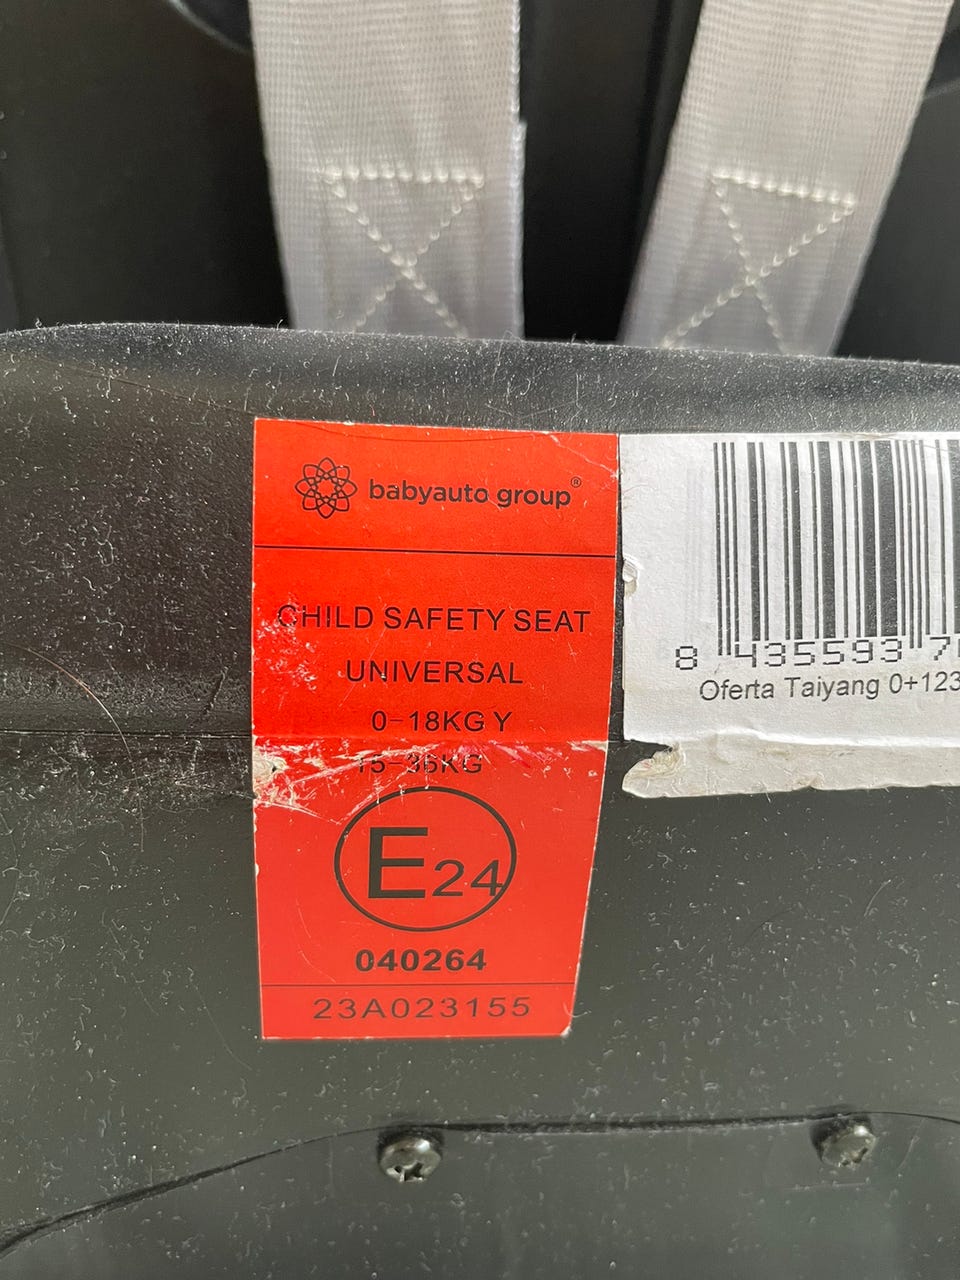 babyauto group®
CHILD SAFETY SEAT
UNIVERSAL
0-18KG Y
15-36KG
E24
040264
23A023155
8 435593 7
Oferta Taiyang 0+123